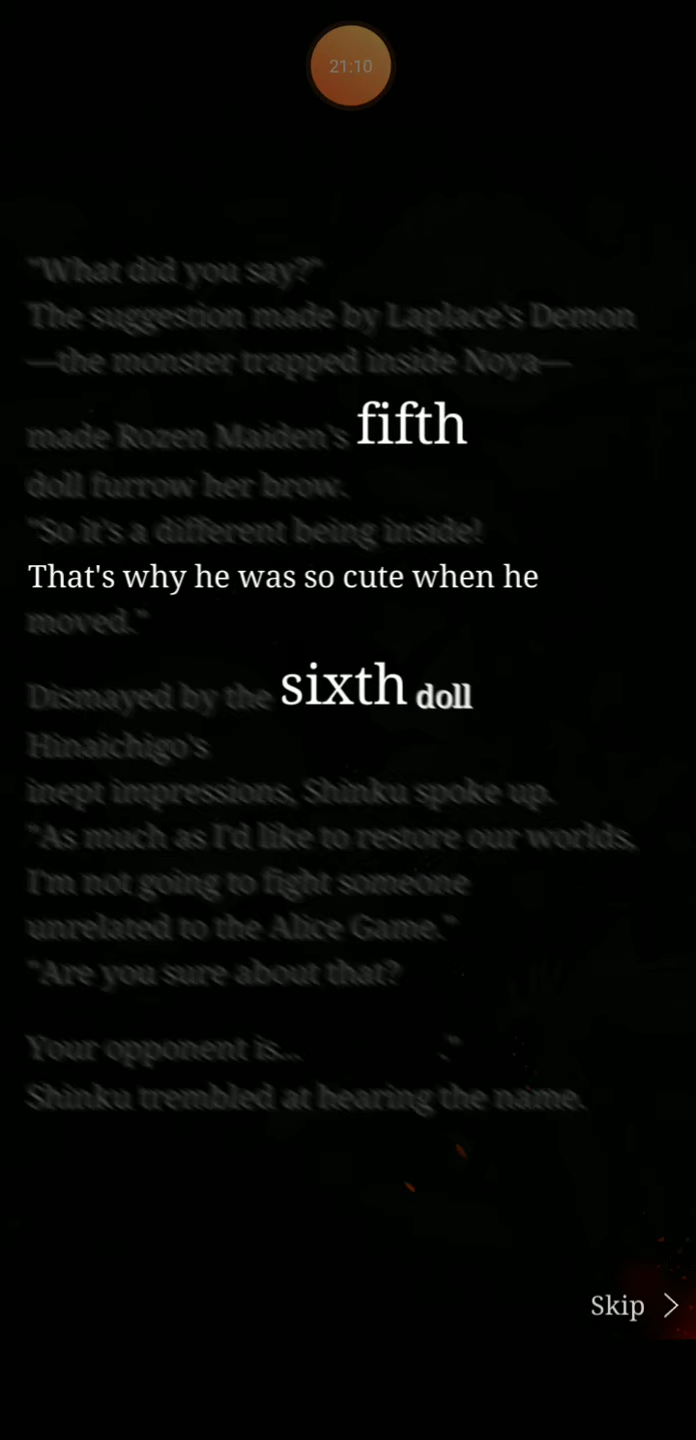 21:10
"What did you say?"
The suggestion made by Laplace's Demon
—the monster trapped inside Noya—
made Rozen Maiden's fifth
doll furrow her brow.
"So it's a different being inside!
That's why he was so cute when he
moved."
Dismayed by the sixth doll
Hinaichigo's
inept impressions, Shinku spoke up.
"As much as I'd like to restore our worlds,
I'm not going to fight someone
unrelated to the Alice Game."
"Are you sure about that?
Your opponent is... ."
Shinku trembled at hearing the name.
Skip >